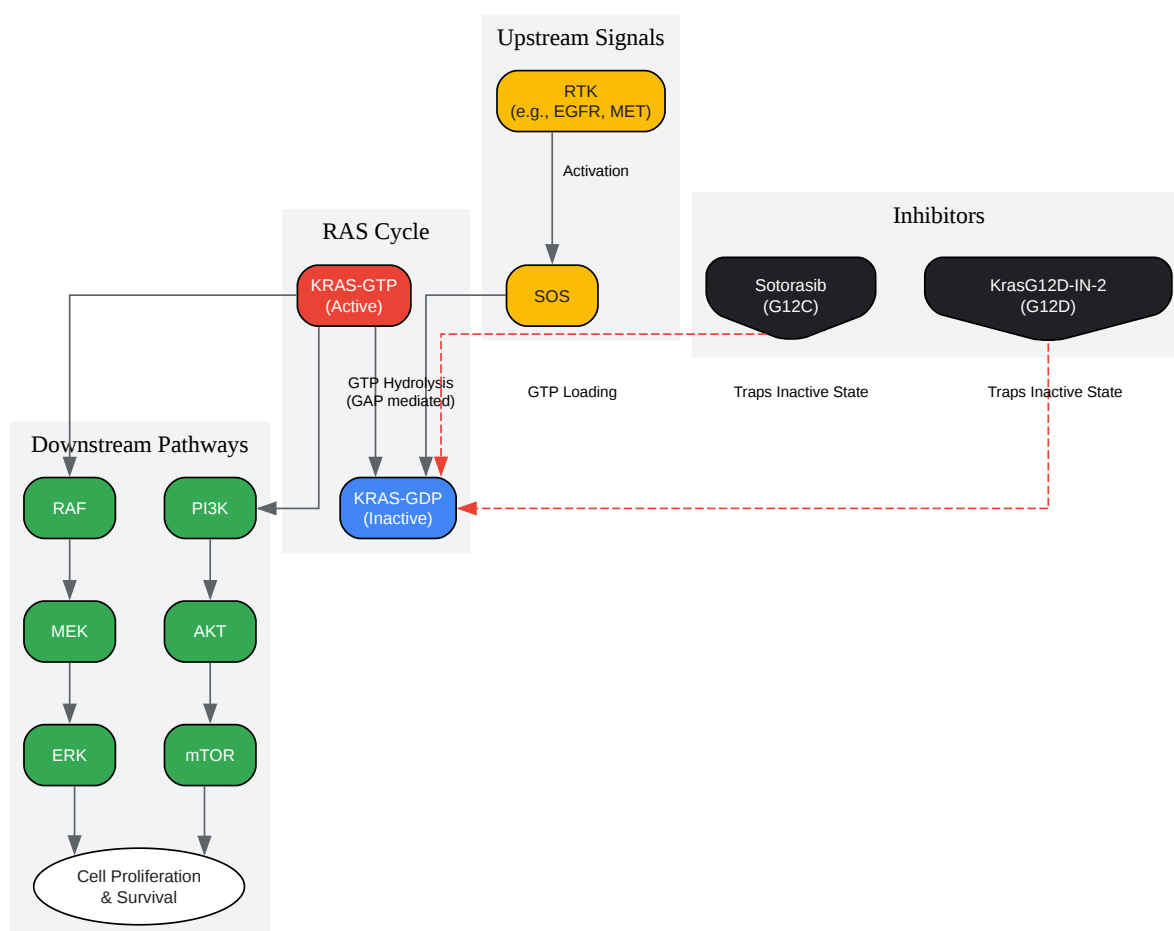 Upstream Signals
RTK
(e.g., EGFR, MET)
Activation
Inhibitors
RAS Cycle
KRAS-GTP
(Active)
SOS
Sotorasib
(G12C)
KrasG12D-IN-2
(G12D)
GTP Hydrolysis
(GAP mediated)
GTP Loading
Traps Inactive State
Traps Inactive State
Downstream Pathways
RAF
PI3K
KRAS-GDP
(Inactive)
MEK
AKT
ERK
mTOR
Cell Proliferation
& Survival